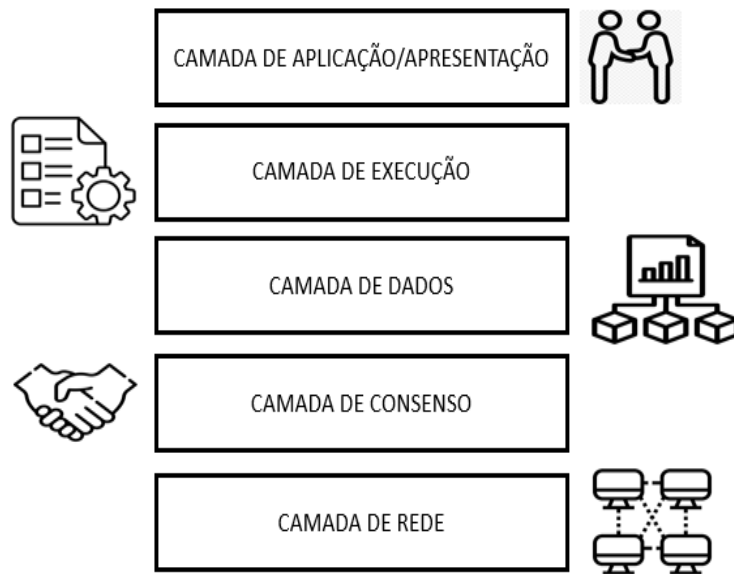 CAMADA DE APLICAÇÃO/APRESENTAÇÃO
CAMADA DE EXECUÇÃO
CAMADA DE DADOS
CAMADA DE CONSENSO
CAMADA DE REDE